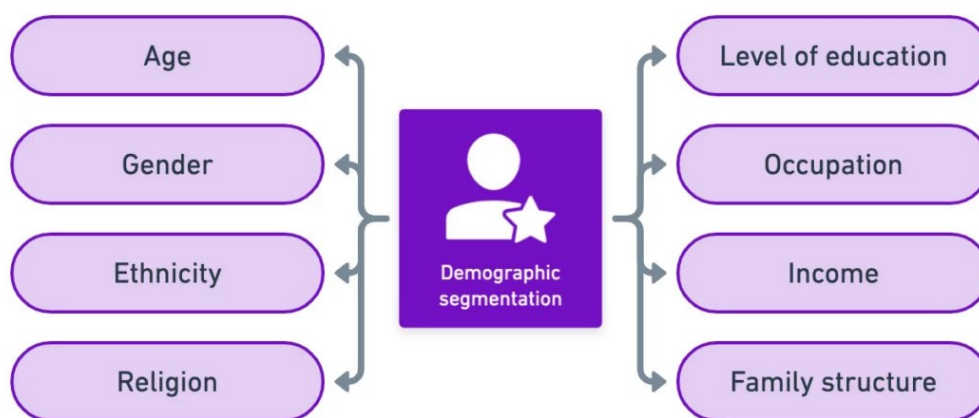 Age
Gender
Ethnicity
Religion
Demographic
segmentation
Level of education
Occupation
Income
Family structure